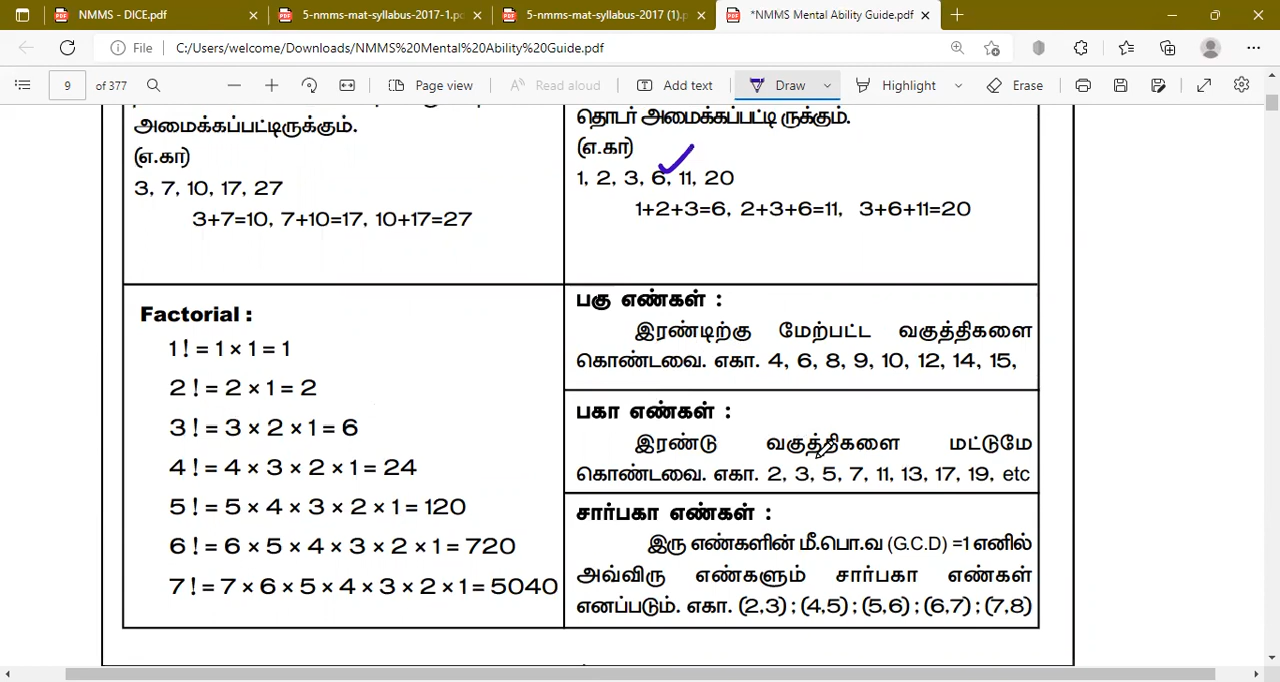 NMMS - DICE.pdf
5-nmms-mat-syllabus-2017-1.p
5-nmms-mat-syllabus-2017 (1).p
*NMMS Mental Ability Guide.pdf
File
C:/Users/welcome/Downloads/NMMS%20Mental%20Ability%20Guide.pdf
9 of 377
Page view
Read aloud
Add text
Draw
Highlight
Erase
அமைக்கப்பட்டிருக்கும்.
(எ.கா)
3, 7, 10, 17, 27
3+7=10, 7+10=17, 10+17=27
தொடர் அமைக்கப்பட்டி ருக்கும்.
(எ.கா)
1, 2, 3, 6, 11, 20
1+2+3=6, 2+3+6=11, 3+6+11=20
Factorial :
1! = 1 × 1 = 1
2! = 2 × 1 = 2
3! = 3 × 2 × 1 = 6
4! = 4 × 3 × 2 × 1 = 24
5! = 5 × 4 × 3 × 2 × 1 = 120
6! = 6 × 5 × 4 × 3 × 2 × 1 = 720
7! = 7 × 6 × 5 × 4 × 3 × 2 × 1 = 5040
பகு எண்கள் :
இரண்டிற்கு மேற்பட்ட வகுத்திகளை
கொண்டவை. எகா. 4, 6, 8, 9, 10, 12, 14, 15,
பகா எண்கள் :
இரண்டு வகுத்திகளை மட்டுமே
கொண்டவை. எகா. 2, 3, 5, 7, 11, 13, 17, 19, etc
சார்பகா எண்கள் :
இரு எண்களின் மீ.பொ.வ (G.C.D) =1 எனில்
அவ்விரு எண்களும் சார்பகா எண்கள்
எனப்படும். எகா. (2,3) ; (4,5) ; (5,6) ; (6,7) ; (7,8)